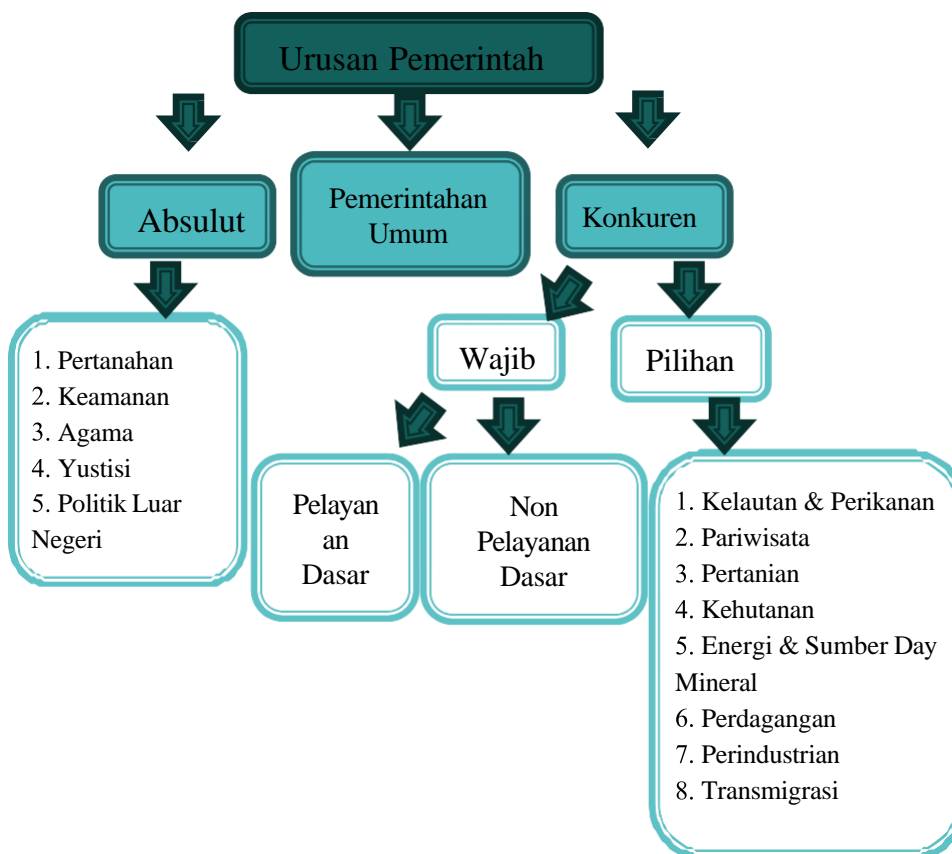 Urusan Pemerintah
Absulut
Pemerintahan
Umum
Konkuren
1. Pertanahan
2. Keamanan
3. Agama
4. Yustisi
5. Politik Luar
Negeri
Wajib
Pilihan
Pelayan
an
Dasar
Non
Pelayanan
Dasar
1. Kelautan & Perikanan
2. Pariwisata
3. Pertanian
4. Kehutanan
5. Energi & Sumber Day
Mineral
6. Perdagangan
7. Perindustrian
8. Transmigrasi